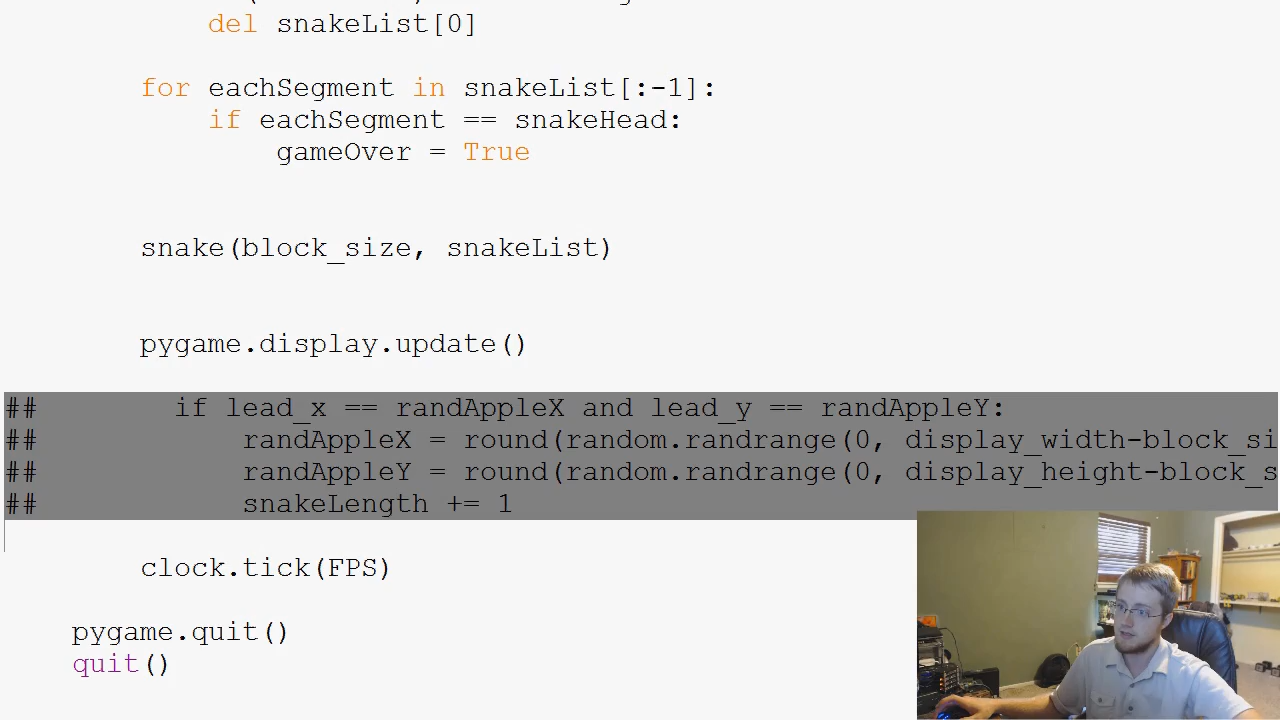 del snakeList[0]
for eachSegment in snakeList[:-1]:
if eachSegment == snakeHead:
gameOver = True
snake(block_size, snakeList)
pygame.display.update()
## if lead_x == randAppleX and lead_y == randAppleY:
## randAppleX = round(random.randrange(0, display_width-block_si
## randAppleY = round(random.randrange(0, display_height-block_s
## snakeLength += 1
clock.tick(FPS)
pygame.quit()
quit()